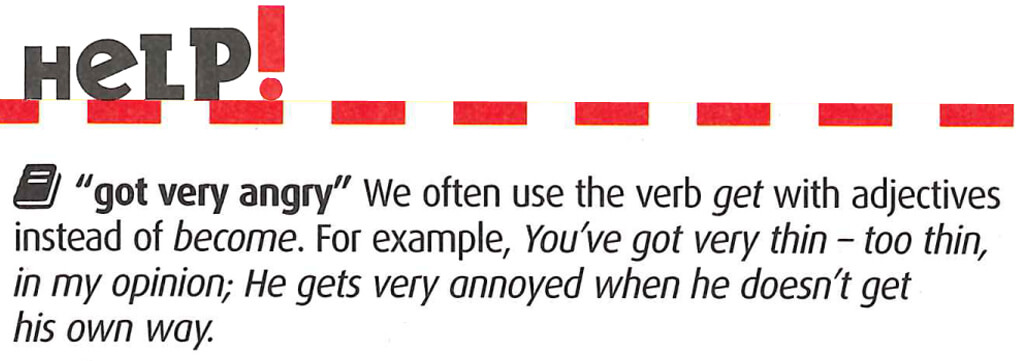 HeLP!
"got very angry" We often use the verb get with adjectives
instead of become. For example, You've got very thin – too thin,
in my opinion; He gets very annoyed when he doesn't get
his own way.